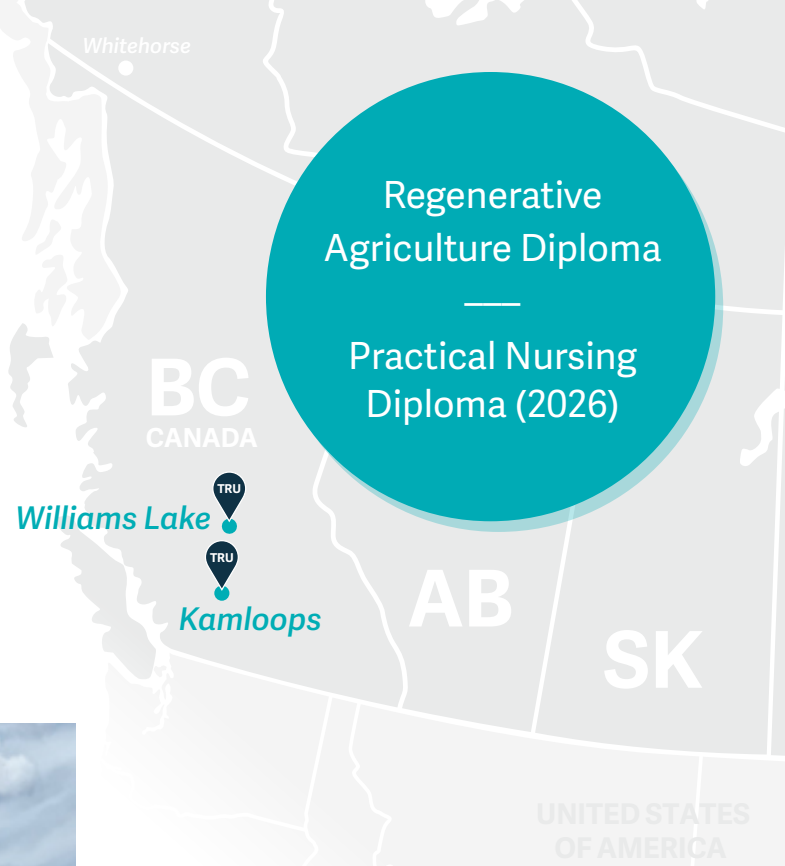 Whitehorse
Regenerative
Agriculture Diploma
Practical Nursing
Diploma (2026)
BC
CANADA
TRU
Williams Lake
TRU
Kamloops
AB
SK
UNITED STATES
OF AMERICA